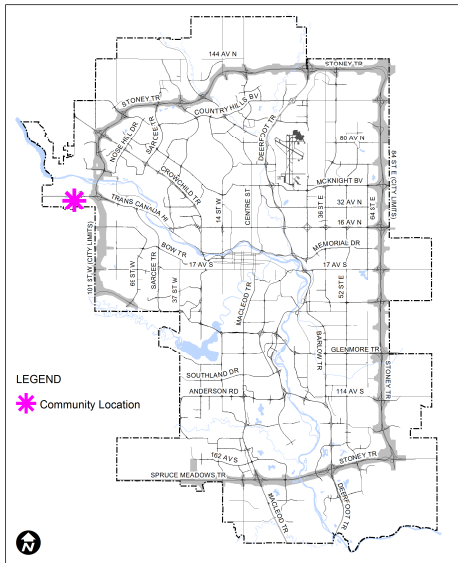 144 AV N
STONEY TR
STONEY TR
COUNTRY HILLS BV
NOSE HILL DR
SARCEE TR
DEERFOOT TR
80 AV N
CROWCHILD TR
MCKNIGHT BV
84 ST E (CITY LIMITS)
14 ST W
CENTRE ST
36 ST E
32 AV N
64 ST E
16 AV N
TRANS CANADA HI
101 ST W (CITY LIMITS)
BOW TR
MEMORIAL DR
17 AV S
17 AV S
69 ST W
SARCEE TR
37 ST W
52 ST E
MACLEOD TR
BARLOW TR
GLENMORE TR
STONEY TR
SOUTHLAND DR
ANDERSON RD
114 AV S
LEGEND
Community Location
162 AV S
STONEY TR
SPRUCE MEADOWS TR
MACLEOD TR
DEERFOOT TR
N